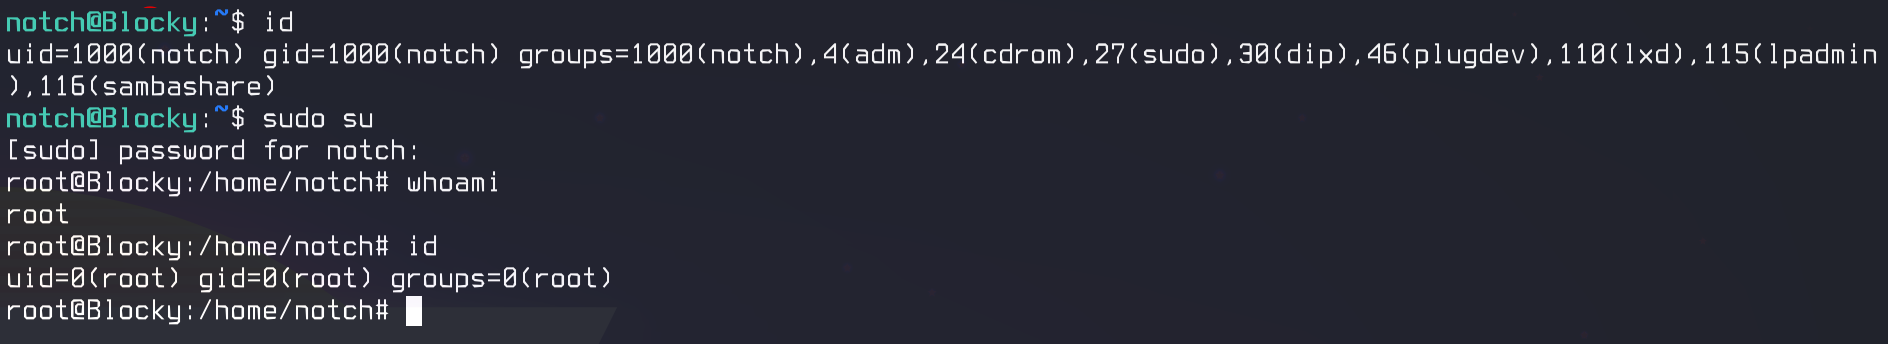 notch@Blocky:~$ id
uid=1000(notch) gid=1000(notch) groups=1000(notch),4(adm),24(cdrom),27(sudo),30(dip),46(plugdev),110(lxd),115(lpadmin
),116(sambashare)
notch@Blocky:~$ sudo su
[sudo] password for notch:
root@Blocky:/home/notch# whoami
root
root@Blocky:/home/notch# id
uid=0(root) gid=0(root) groups=0(root)
root@Blocky:/home/notch#